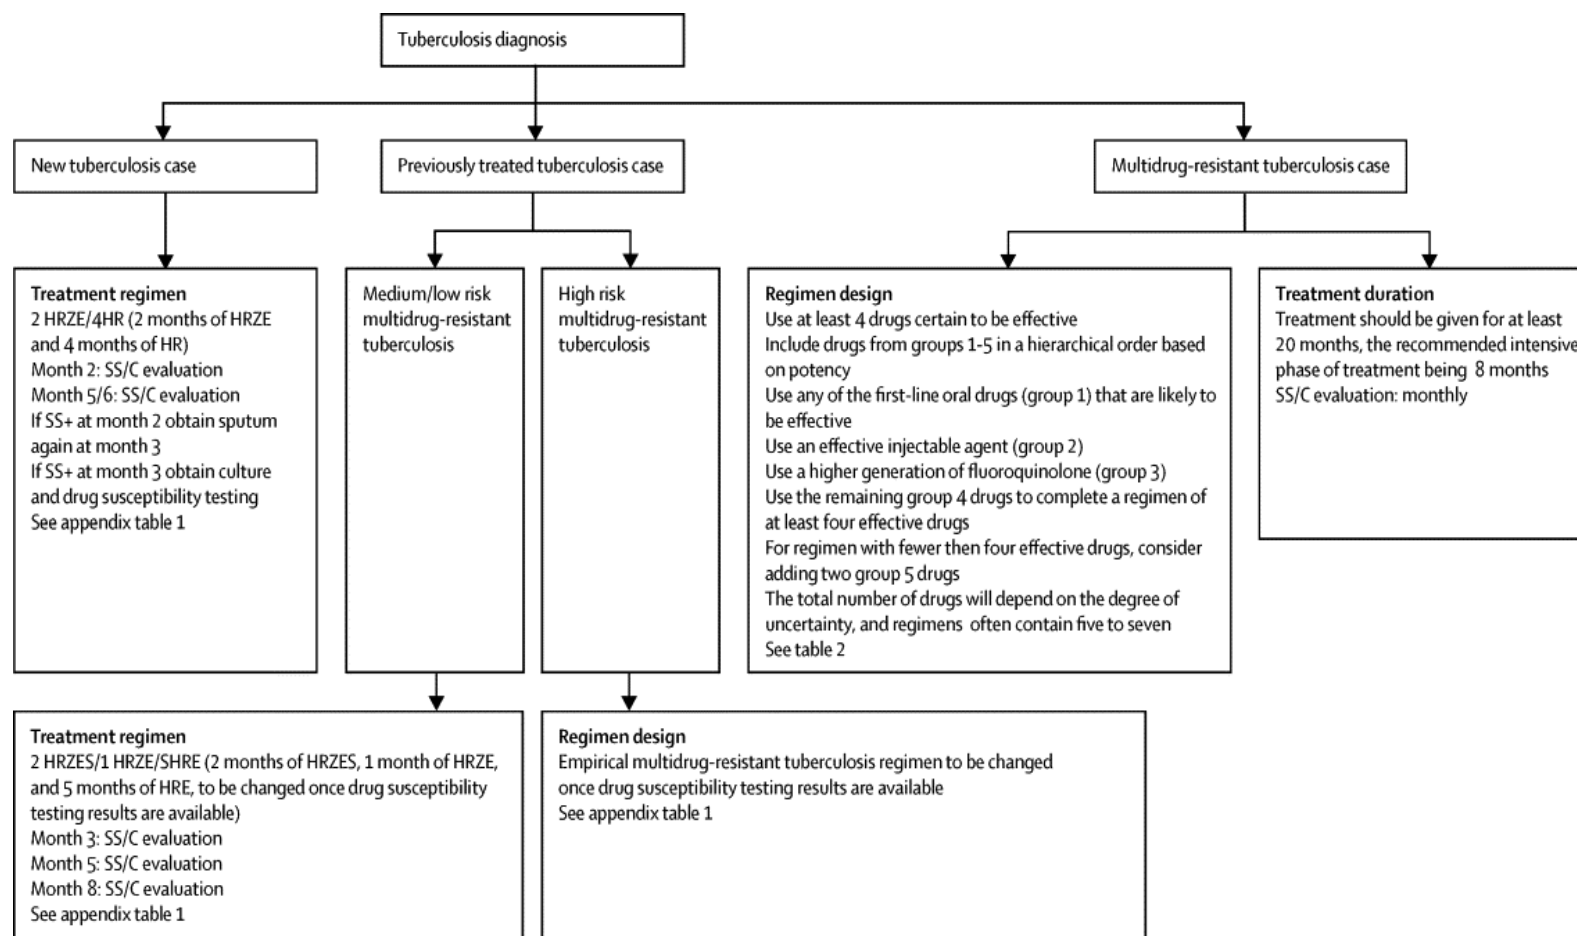 Tuberculosis diagnosis
New tuberculosis case
Previously treated tuberculosis case
Multidrug-resistant tuberculosis case
Treatment regimen
2 HRZE/4HR (2 months of HRZE
and 4 months of HR)
Month 2: SS/C evaluation
Month 5/6: SS/C evaluation
If SS+ at month 2 obtain sputum
again at month 3
If SS+ at month 3 obtain culture
and drug susceptibility testing
See appendix table 1
Medium/low risk
multidrug-resistant
tuberculosis
High risk
multidrug-resistant
tuberculosis
Regimen design
Use at least 4 drugs certain to be effective
Include drugs from groups 1-5 in a hierarchical order based
on potency
Use any of the first-line oral drugs (group 1) that are likely to
be effective
Use an effective injectable agent (group 2)
Use a higher generation of fluoroquinolone (group 3)
Use the remaining group 4 drugs to complete a regimen of
at least four effective drugs
For regimen with fewer then four effective drugs, consider
adding two group 5 drugs
The total number of drugs will depend on the degree of
uncertainty, and regimens often contain five to seven
See table 2
Treatment duration
Treatment should be given for at least
20 months, the recommended intensive
phase of treatment being 8 months
SS/C evaluation: monthly
Treatment regimen
2 HRZES/1 HRZE/SHRE (2 months of HRZES, 1 month of HRZE,
and 5 months of HRE, to be changed once drug susceptibility
testing results are available)
Month 3: SS/C evaluation
Month 5: SS/C evaluation
Month 8: SS/C evaluation
See appendix table 1
Regimen design
Empirical multidrug-resistant tuberculosis regimen to be changed
once drug susceptibility testing results are available
See appendix table 1